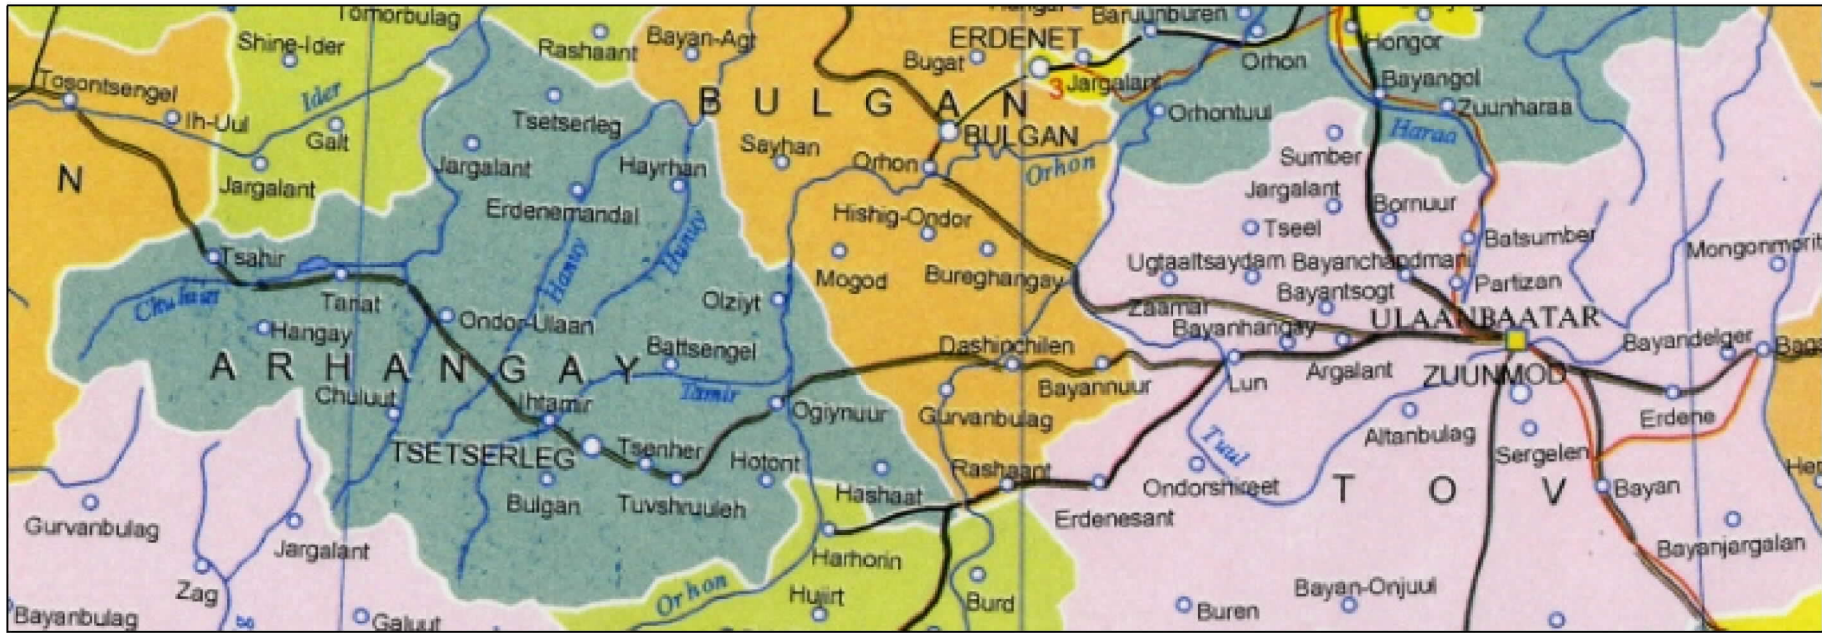 Tomorbulag
Baruunburen
Shine-Ider
Rashaant
Bayan-Agt
ERDENET
Hongor
Bugat
Orhon
Tosontsengel
Ider
3
Jargalant
Bayangol
Ih-Uul
Tsetserleg
B U L G A N
Orhontuul
Zuunharaa
Galt
Sayhan
BULGAN
Haraa
Jargalant
Hayrhan
Orhon
Orhon
Sumber
N
Jargalant
Jargalant
Erdenemandal
Hishig-Ondor
Bornuur
Tseel
Batsumber
Mongonmorit
Tsahir
Hanuy
Hunuy
Mogod
Bureghangay
Ugtaaltsaydam
Bayanchandmani
Partizan
Chuluut
Tariat
Olziyt
Zaamar
Bayantsogt
Hangay
Ondor-Ulaan
Bayanhangay
ULAANBAATAR
Battsengel
Dashinchilen
Bayandelger
A R H A N G A Y
Bayannuur
Lun
Argalant
ZUUNMOD
Chuluut
Tamir
Ihtamir
Ogiynuur
Gurvanbulag
Erdene
Tuul
Altanbulag
TSETSERLEG
Tsenher
Hotont
Rashaant
Sergelen
Bulgan
Tuvshruuleh
Hashaat
Ondorshireet
T O V
Bayan
Gurvanbulag
Jargalant
Erdenesant
Harhorin
Bayanjargalan
Zag
Orhon
Hujirt
Burd
Bayan-Onjuul
Buren
Bayanbulag
Galuut